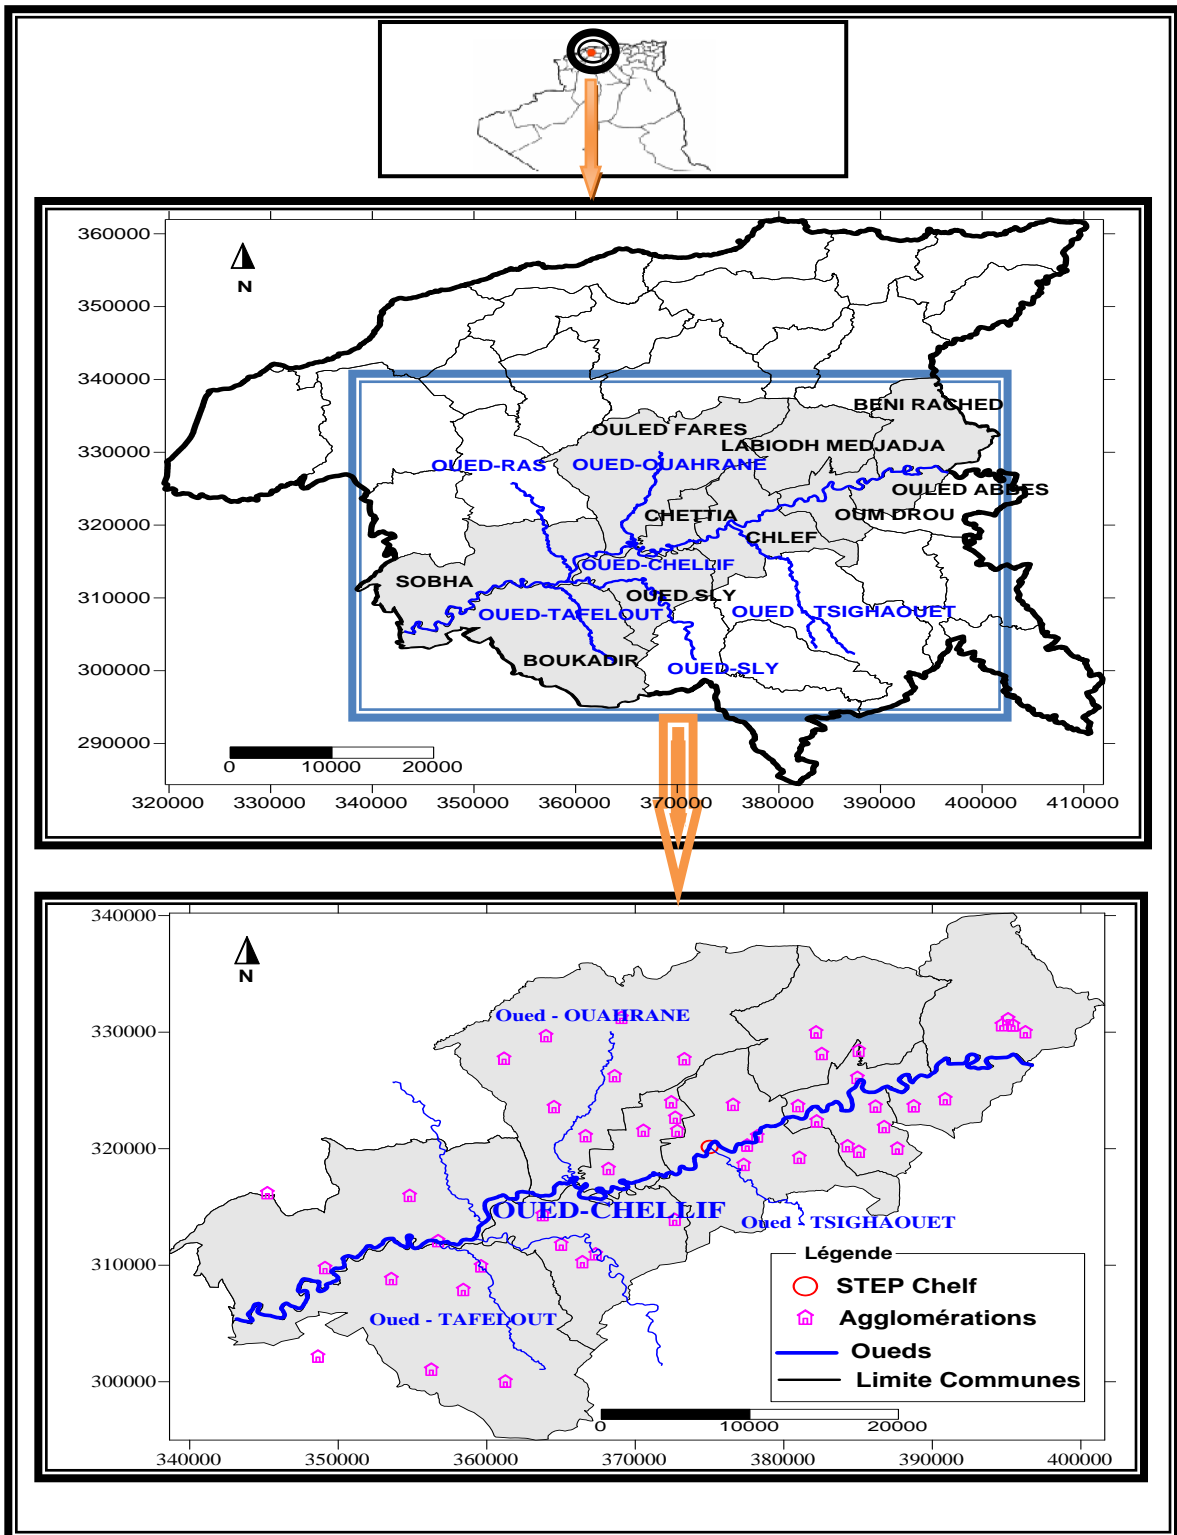 360000
350000
340000
330000
320000
310000
300000
290000
N
BENI RACHED
OULED FARES
LABIODH MEDJADJA
OUED-RAS
OUED-OUAHRANE
OULED ABBES
CHETTIA
OUM DROU
CHLEF
OUED-CHELLIF
SOBHA
OUED SLY
OUED-TAFELOUT
OUED TSIGHAOUET
BOUKADIR
OUED-SLY
0 10000 20000
320000 330000 340000 350000 360000 370000 380000 390000 400000 410000
340000
330000
320000
310000
300000
N
Oued - OUAHRANE
OUED-CHELLIF
Oued - TSIGHAOUET
Oued - TAFELOUT
Légende
STEP Chelf
Agglomérations
Oueds
Limite Communes
0 10000 20000
340000 350000 360000 370000 380000 390000 400000